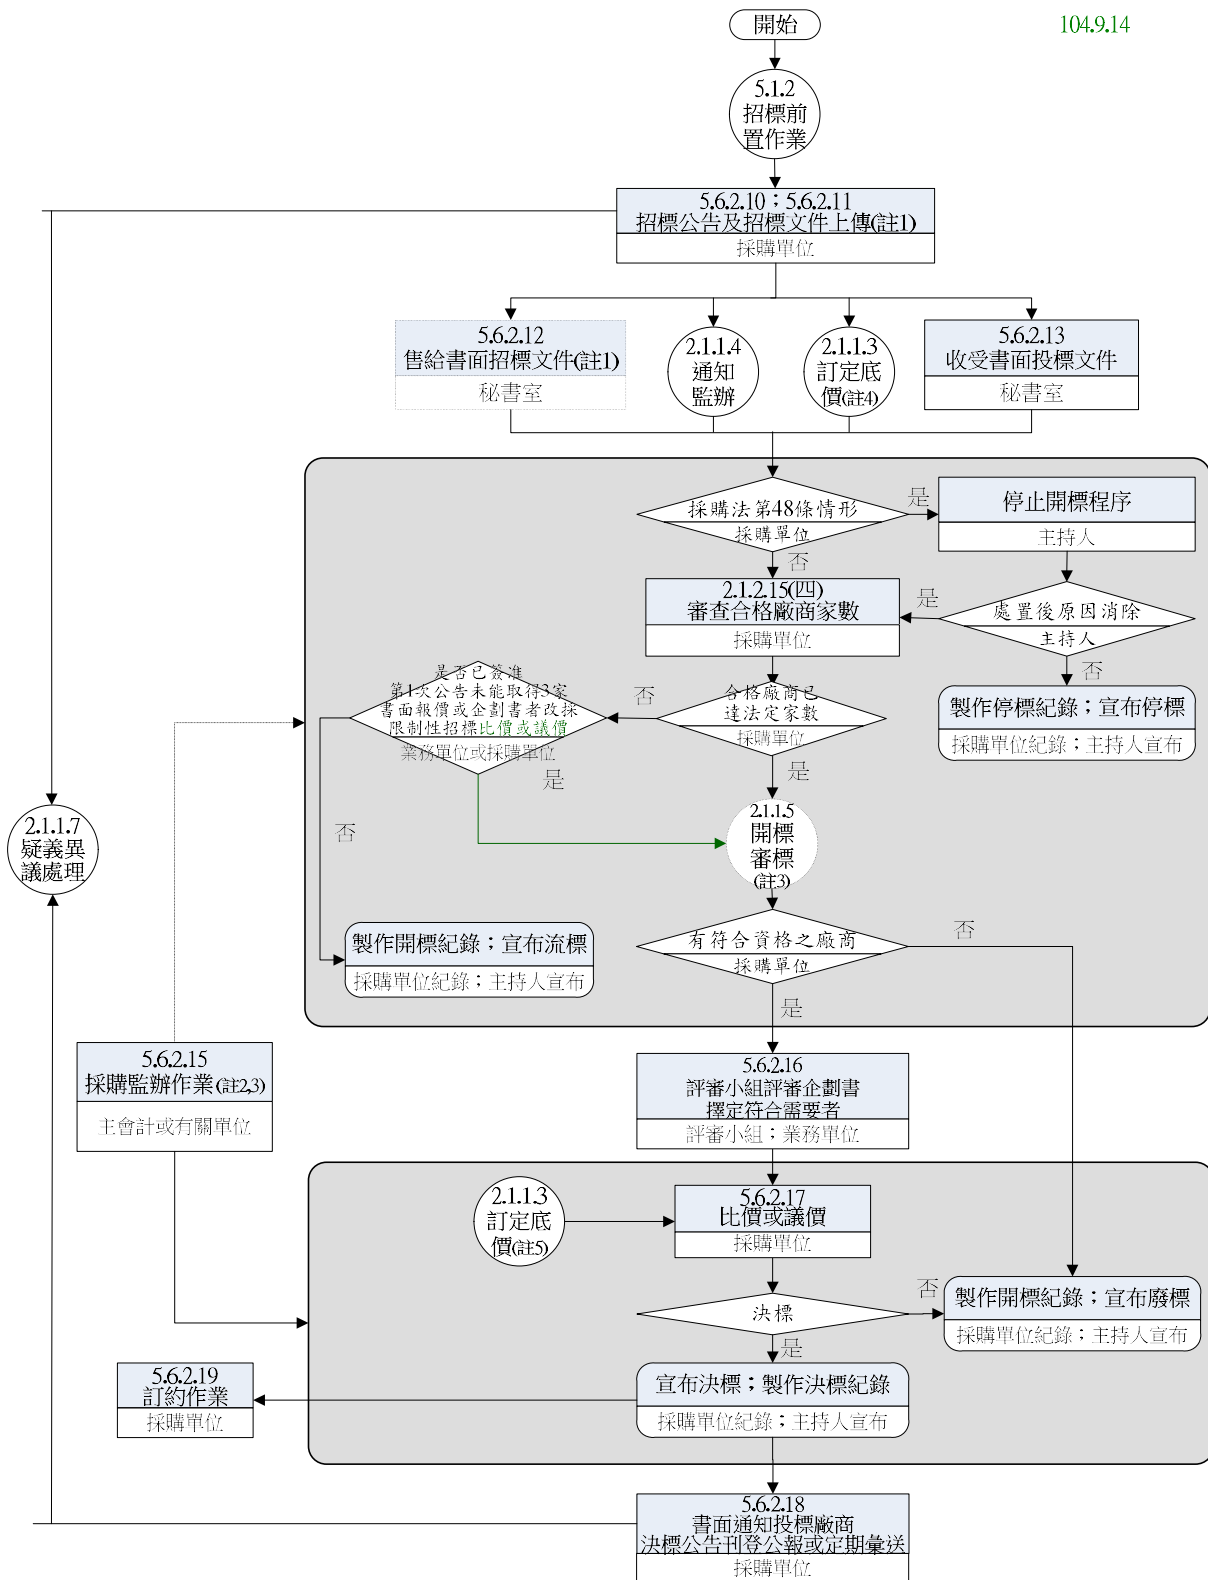 開始
104.9.14
5.1.2
招標前
置作業
5.6.2.10；5.6.2.11
招標公告及招標文件上傳(註1)
採購單位
5.6.2.12
售給書面招標文件(註1)
秘書室
2.1.1.4
通知
監辦
2.1.1.3
訂定底
價(註4)
5.6.2.13
收受書面投標文件
秘書室
採購法第48條情形
採購單位
是
停止開標程序
主持人
否
2.1.2.15(四)
審查合格廠商家數
採購單位
是
處置後原因消除
主持人
否
製作停標紀錄；宣布停標
採購單位紀錄；主持人宣布
是否已簽准
第1次公告未能取得3家
書面報價或企劃書者改採
限制性招標比價或議價
業務單位或採購單位
否
合格廠商已
達法定家數
採購單位
是
是
否
2.1.1.5
開標
審標
(註3)
2.1.1.7
疑義異
議處理
製作開標紀錄；宣布流標
採購單位紀錄；主持人宣布
有符合資格之廠商
採購單位
否
是
5.6.2.15
採購監辦作業(註2,3)
主會計或有關單位
5.6.2.16
評審小組評審企劃書
擇定符合需要者
評審小組；業務單位
2.1.1.3
訂定底
價(註5)
5.6.2.17
比價或議價
採購單位
決標
否
製作開標紀錄；宣布廢標
採購單位紀錄；主持人宣布
是
5.6.2.19
訂約作業
採購單位
宣布決標；製作決標紀錄
採購單位紀錄；主持人宣布
5.6.2.18
書面通知投標廠商
決標公告刊登公報或定期彙送
採購單位